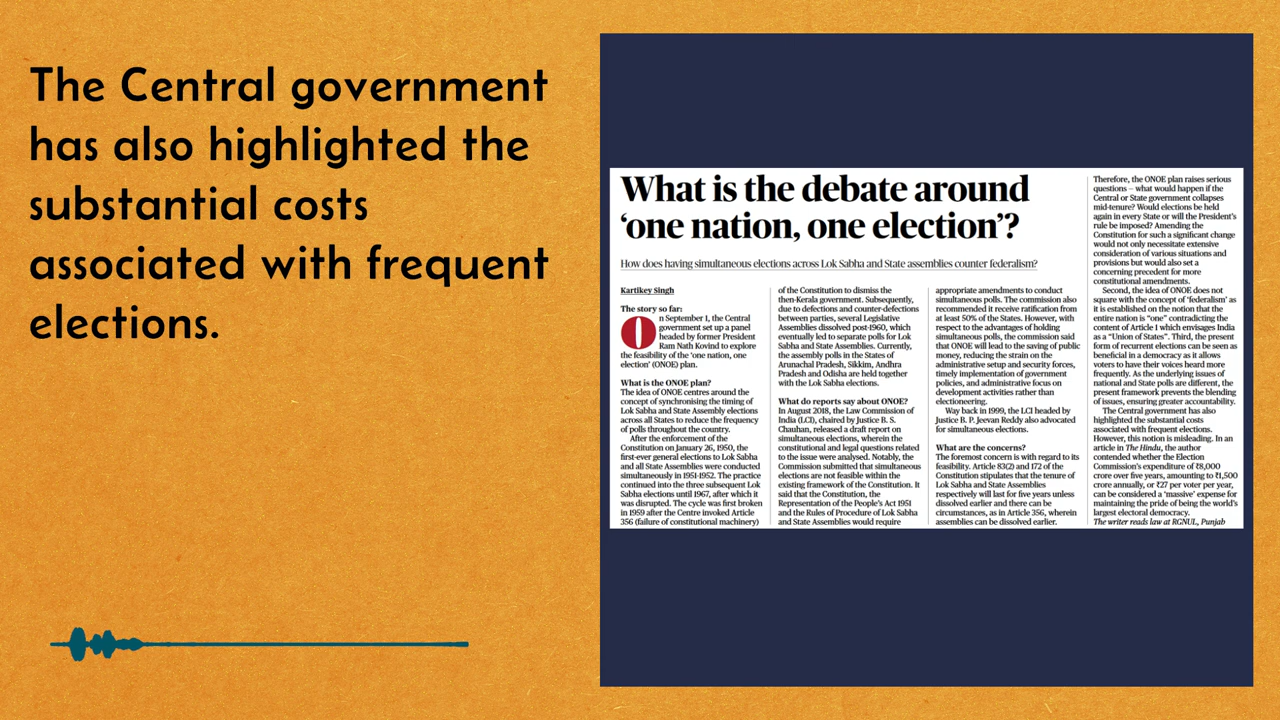 The Central government
has also highlighted the
substantial costs
associated with frequent
elections.
What is the debate around
‘one nation, one election’?
How does having simultaneous elections across Lok Sabha and State assemblies counter federalism?
Kartikey Singh
The story so far:
On September 1, the Central
government set up a panel
headed by former President
Ram Nath Kovind to explore
the feasibility of the ‘one nation, one
election’ (ONOE) plan.
What is the ONOE plan?
The idea of ONOE centres around the
concept of synchronising the timing of
Lok Sabha and State Assembly elections
across all States to reduce the frequency
of polls throughout the country.
After the enforcement of the
Constitution on January 26, 1950, the
first-ever general elections to Lok Sabha
and all State Assemblies were conducted
simultaneously in 1951-1952. The practice
continued into the three subsequent Lok
Sabha elections until 1967, after which it
was disrupted. The cycle was first broken
in 1959 after the Centre invoked Article
356 (failure of constitutional machinery)
of the Constitution to dismiss the
then-Kerala government. Subsequently,
due to defections and counter-defections
between parties, several Legislative
Assemblies dissolved post-1960, which
eventually led to separate polls for Lok
Sabha and State Assemblies. Currently,
the assembly polls in the States of
Arunachal Pradesh, Sikkim, Andhra
Pradesh and Odisha are held together
with the Lok Sabha elections.
What do reports say about ONOE?
In August 2018, the Law Commission of
India (LCI), chaired by Justice B. S.
Chauhan, released a draft report on
simultaneous elections, wherein the
constitutional and legal questions related
to the issue were analysed. Notably, the
Commission submitted that simultaneous
elections are not feasible within the
existing framework of the Constitution. It
said that the Constitution, the
Representation of the People’s Act 1951
and the Rules of Procedure of Lok Sabha
and State Assemblies would require
appropriate amendments to conduct
simultaneous polls. The commission also
recommended it receive ratification from
at least 50% of the States. However, with
respect to the advantages of holding
simultaneous polls, the commission said
that ONOE will lead to the saving of public
money, reducing the strain on the
administrative setup and security forces,
timely implementation of government
policies, and administrative focus on
development activities rather than
electioneering.
Way back in 1999, the LCI headed by
Justice B. P. Jeevan Reddy also advocated
for simultaneous elections.
What are the concerns?
The foremost concern is with regard to its
feasibility. Article 83(2) and 172 of the
Constitution stipulates that the tenure of
Lok Sabha and State Assemblies
respectively will last for five years unless
dissolved earlier and there can be
circumstances, as in Article 356, wherein
assemblies can be dissolved earlier.
Therefore, the ONOE plan raises serious
questions — what would happen if the
Central or State government collapses
mid-tenure? Would elections be held
again in every State or will the President’s
rule be imposed? Amending the
Constitution for such a significant change
would not only necessitate extensive
consideration of various situations and
provisions but would also set a
concerning precedent for more
constitutional amendments.
Second, the idea of ONOE does not
square with the concept of ‘federalism’ as
it is established on the notion that the
entire nation is “one” contradicting the
content of Article 1 which envisages India
as a “Union of States”. Third, the present
form of recurrent elections can be seen as
beneficial in a democracy as it allows
voters to have their voices heard more
frequently. As the underlying issues of
national and State polls are different, the
present framework prevents the blending
of issues, ensuring greater accountability.
The Central government has also
highlighted the substantial costs
associated with frequent elections.
However, this notion is misleading. In an
article in The Hindu, the author
contended whether the Election
Commission’s expenditure of ₹8,000
crore over five years, amounting to ₹1,500
crore annually, or ₹27 per voter per year,
can be considered a ‘massive’ expense for
maintaining the pride of being the world’s
largest electoral democracy.
The writer reads law at RGNUL, Punjab